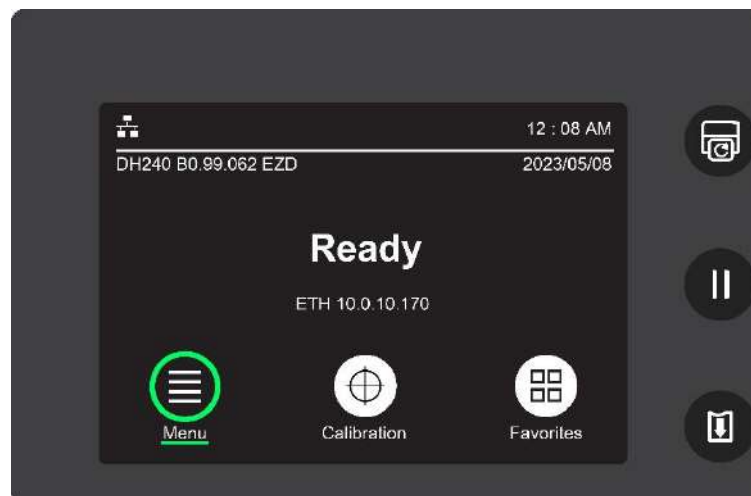 12 : 08 AM
DH240 B0.99.062 EZD
2023/05/08
Ready
ETH 10.0.10.170
Menu
Calibration
Favorites